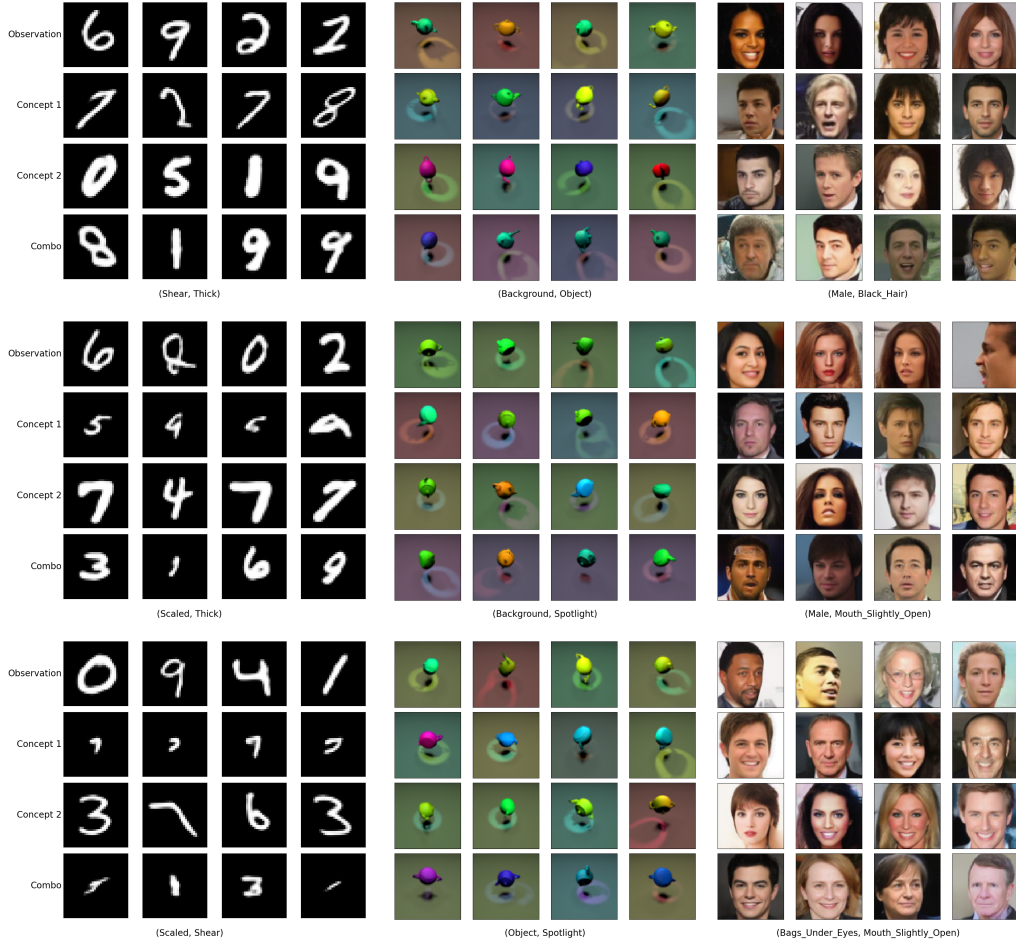 Observation
Concept 1
Concept 2
Combo
(Shear, Thick)
(Background, Object)
(Male, Black_Hair)
Observation
Concept 1
Concept 2
Combo
(Scaled, Thick)
(Background, Spotlight)
(Male, Mouth_Slightly_Open)
Observation
Concept 1
Concept 2
Combo
(Scaled, Shear)
(Object, Spotlight)
(Bags_Under_Eyes, Mouth_Slightly_Open)